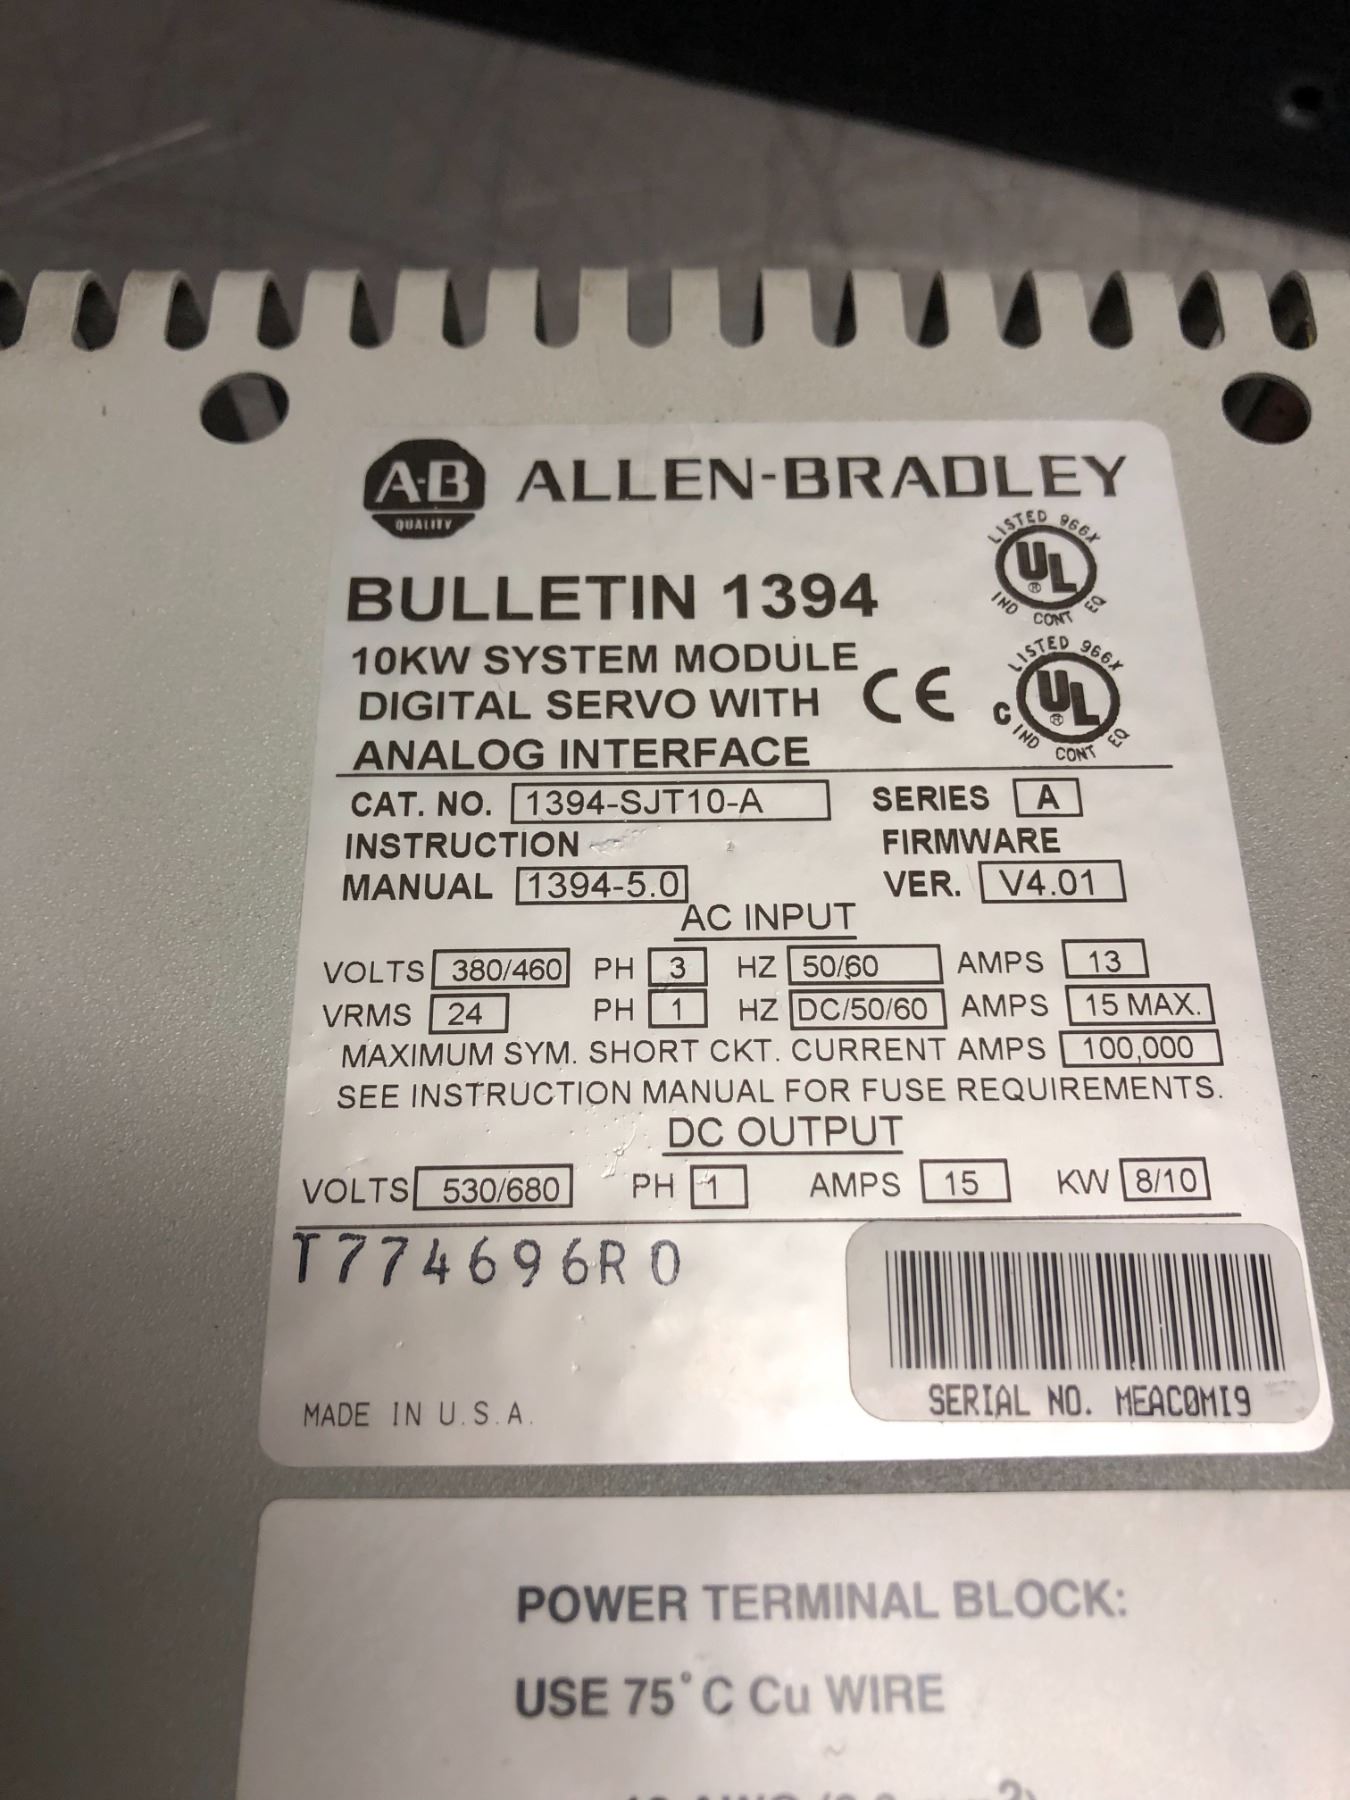 A-B ALLEN-BRADLEY
QUALITY
LISTED 966X
UL
®
IND CONT EQ
BULLETIN 1394
10KW SYSTEM MODULE
DIGITAL SERVO WITH
ANALOG INTERFACE
CE
LISTED 966X
C UL
®
IND CONT EQ
CAT. NO. 1394-SJT10-A SERIES A
INSTRUCTION FIRMWARE
MANUAL 1394-5.0 VER. V4.01
AC INPUT
VOLTS 380/460 PH 3 HZ 50/60 AMPS 13
VRMS 24 PH 1 HZ DC/50/60 AMPS 15 MAX.
MAXIMUM SYM. SHORT CKT. CURRENT AMPS 100,000
SEE INSTRUCTION MANUAL FOR FUSE REQUIREMENTS.
DC OUTPUT
VOLTS 530/680 PH 1 AMPS 15 KW 8/10
T774696R0
MADE IN U.S.A.
SERIAL NO. MEAC0MI9
POWER TERMINAL BLOCK:
USE 75°C Cu WIRE